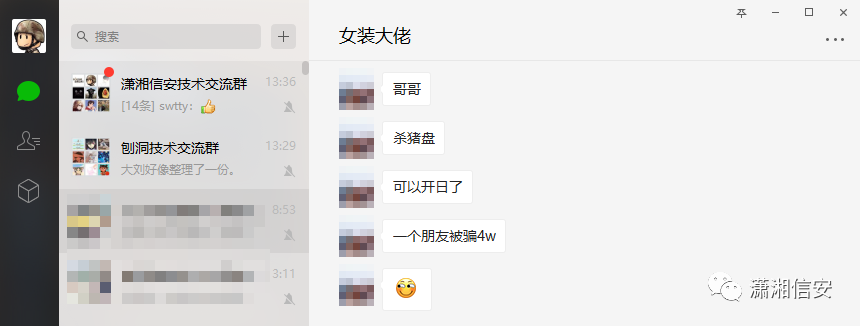 搜索
潇湘信安技术交流群 13:36
[14条] swtty: 👍
刨洞技术交流群 13:29
大刘好像整理了一份。
8:53
3:11
女装大佬
哥哥
杀猪盘
可以开日了
一个朋友被骗4w
潇湘信安